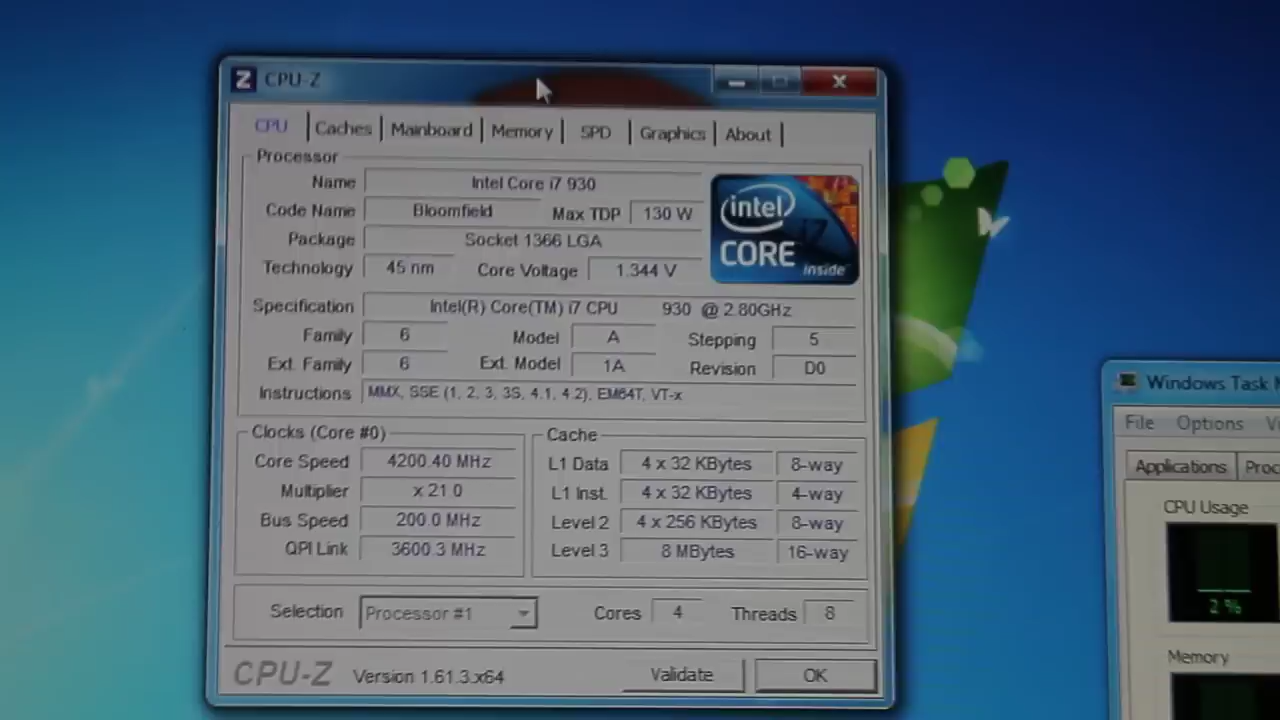 CPU-Z
CPU Caches Mainboard Memory SPD Graphics About
Processor
Name Intel Core i7 930
Code Name Bloomfield Max TDP 130 W
Package Socket 1366 LGA
Technology 45 nm Core Voltage 1.344 V
intel CORE i7 inside
Specification Intel(R) Core(TM) i7 CPU 930 @ 2.80GHz
Family 6 Model A Stepping 5
Ext. Family 6 Ext. Model 1A Revision D0
Instructions MMX, SSE (1, 2, 3, 3S, 4.1, 4.2), EM64T, VT-x
Clocks (Core #0)
Core Speed 4200.40 MHz
Multiplier x 21.0
Bus Speed 200.0 MHz
QPI Link 3600.3 MHz
Cache
L1 Data 4 x 32 KBytes 8-way
L1 Inst. 4 x 32 KBytes 4-way
Level 2 4 x 256 KBytes 8-way
Level 3 8 MBytes 16-way
Selection Processor #1 Cores 4 Threads 8
CPU-Z Version 1.61.3.x64 Validate OK
Windows Task
File Options
Applications
CPU Usage
2 %
Memory